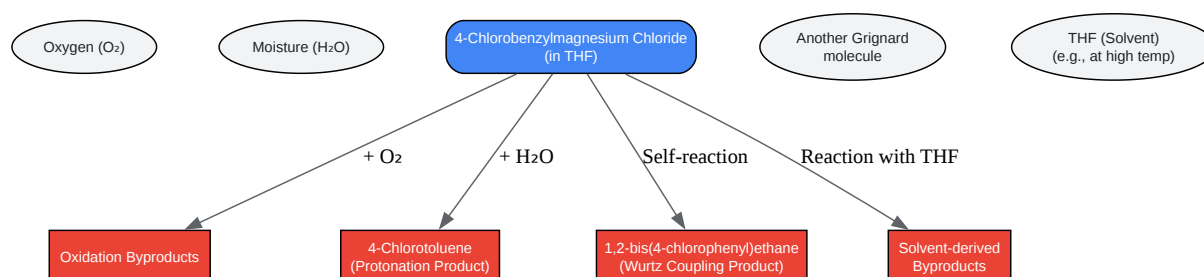 Oxygen (O₂)
Moisture (H₂O)
4-Chlorobenzylmagnesium Chloride
(in THF)
Another Grignard
molecule
THF (Solvent)
(e.g., at high temp)
+ O₂
+ H₂O
Self-reaction
Reaction with THF
Oxidation Byproducts
4-Chlorotoluene
(Protonation Product)
1,2-bis(4-chlorophenyl)ethane
(Wurtz Coupling Product)
Solvent-derived
Byproducts